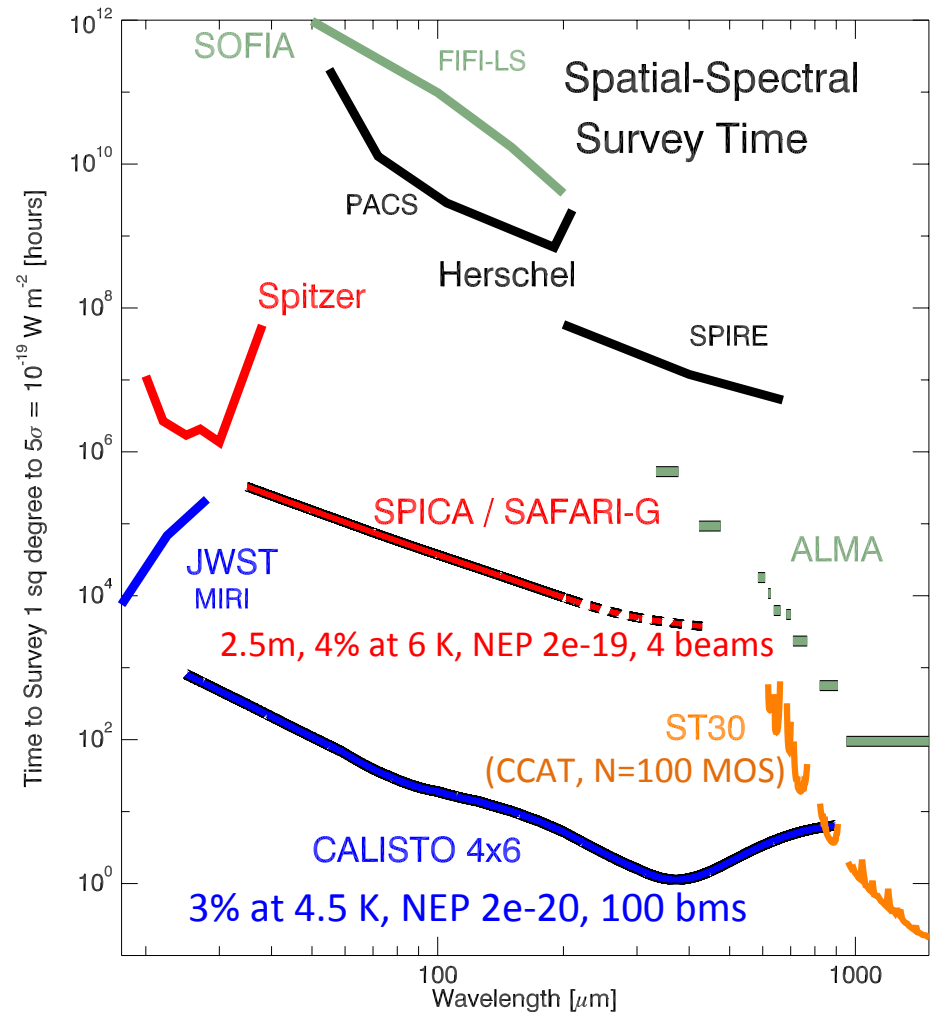 10^12
SOFIA
FIFI-LS
Spatial-Spectral
Survey Time
10^10
PACS
Herschel
Spitzer
10^8
SPIRE
10^6
SPICA / SAFARI-G
ALMA
JWST
MIRI
10^4
2.5m, 4% at 6 K, NEP 2e-19, 4 beams
ST30
10^2
(CCAT, N=100 MOS)
CALISTO 4x6
10^0
3% at 4.5 K, NEP 2e-20, 100 bms
Time to Survey 1 sq degree to 5σ = 10^-19 W m^-2 [hours]
100
1000
Wavelength [μm]